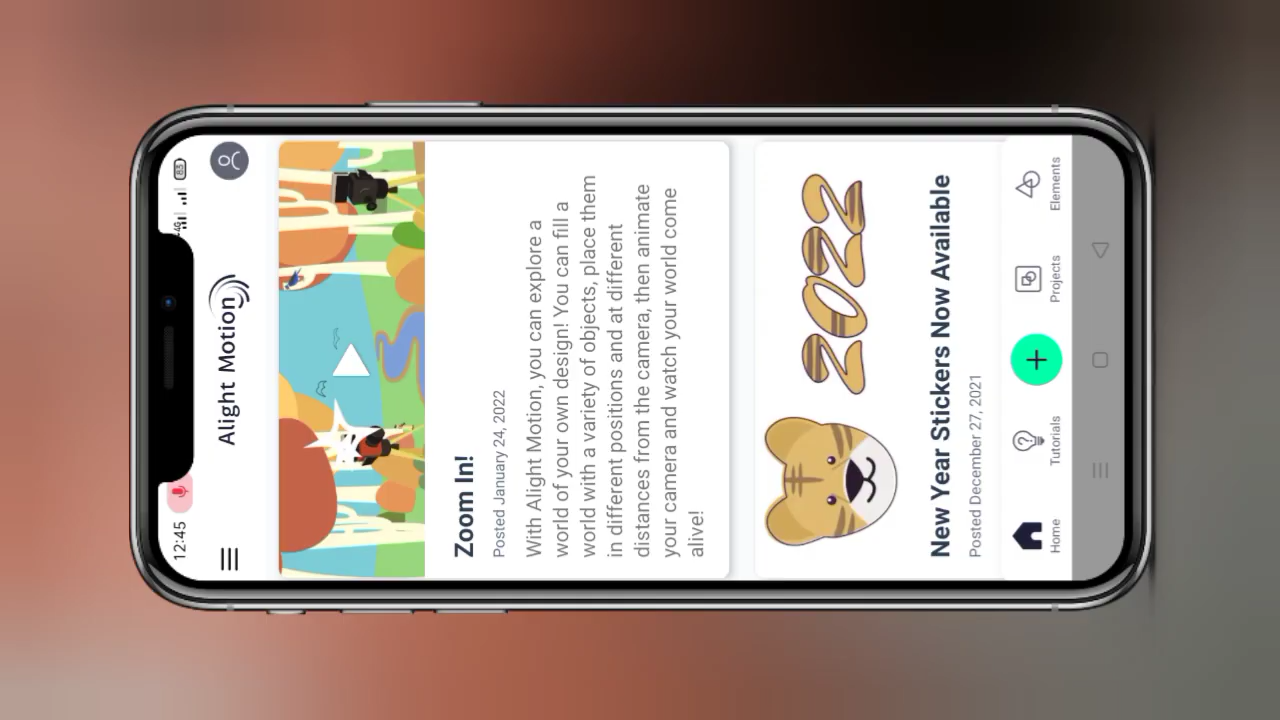 12:45
4G
83
Alight Motion
Zoom In!
Posted January 24, 2022
With Alight Motion, you can explore a
world of your own design! You can fill a
world with a variety of objects, place them
in different positions and at different
distances from the camera, then animate
your camera and watch your world come
alive!
2022
New Year Stickers Now Available
Posted December 27, 2021
Home
Tutorials
Projects
Elements